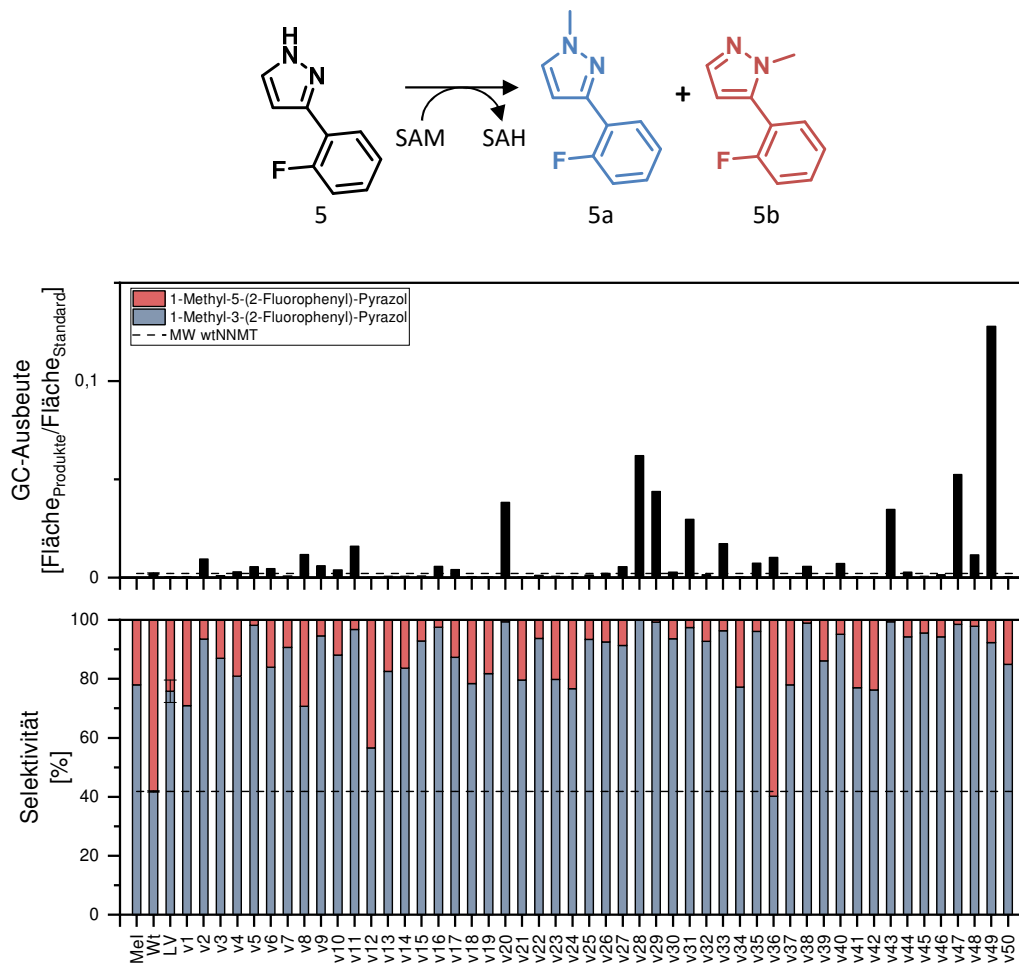 H
N
N
F
5
SAM SAH
N
N
F
5a
+
N
N
F
5b
GC-Ausbeute
[Fläche_Produkte/Fläche_Standard]
0,1
0
1-Methyl-5-(2-Fluorophenyl)-Pyrazol
1-Methyl-3-(2-Fluorophenyl)-Pyrazol
MW wtNNMT
Selektivität
[%]
100
80
60
40
20
0
Mel
Wt
LV
v1
v2
v3
v4
v5
v6
v7
v8
v9
v10
v11
v12
v13
v14
v15
v16
v17
v18
v19
v20
v21
v22
v23
v24
v25
v26
v27
v28
v29
v30
v31
v32
v33
v34
v35
v36
v37
v38
v39
v40
v41
v42
v43
v44
v45
v46
v47
v48
v49
v50